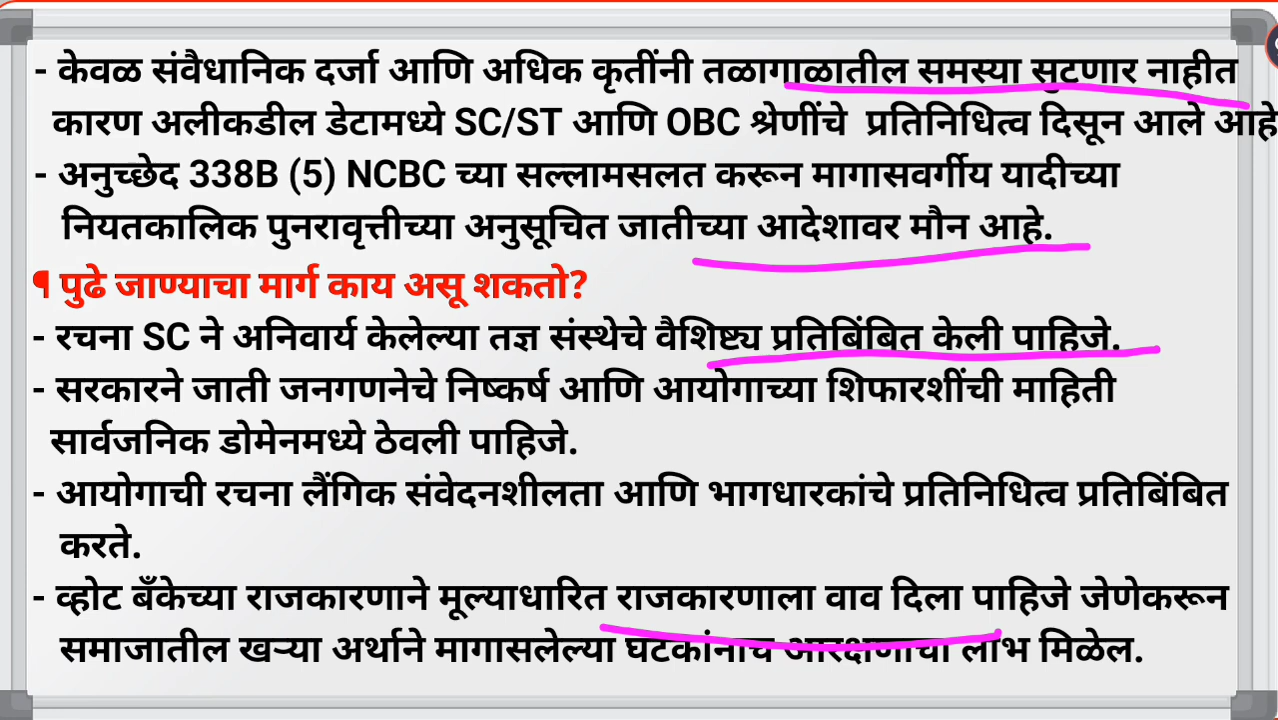 - केवळ संवैधानिक दर्जा आणि अधिक कृतींनी तळागाळातील समस्या सुटणार नाहीत
कारण अलीकडील डेटामध्ये SC/ST आणि OBC श्रेणींचे प्रतिनिधित्व दिसून आले आहे
- अनुच्छेद 338B (5) NCBC च्या सल्लामसलत करून मागासवर्गीय यादीच्या
नियतकालिक पुनरावृत्तीच्या अनुसूचित जातीच्या आदेशावर मौन आहे.
¶ पुढे जाण्याचा मार्ग काय असू शकतो?
- रचना SC ने अनिवार्य केलेल्या तज्ञ संस्थेचे वैशिष्ट्य प्रतिबिंबित केली पाहिजे.
- सरकारने जाती जनगणनेचे निष्कर्ष आणि आयोगाच्या शिफारशींची माहिती
सार्वजनिक डोमेनमध्ये ठेवली पाहिजे.
- आयोगाची रचना लैंगिक संवेदनशीलता आणि भागधारकांचे प्रतिनिधित्व प्रतिबिंबित
करते.
- व्होट बँकेच्या राजकारणाने मूल्याधारित राजकारणाला वाव दिला पाहिजे जेणेकरून
समाजातील खऱ्या अर्थाने मागासलेल्या घटकांनाच आरक्षणाचा लाभ मिळेल.